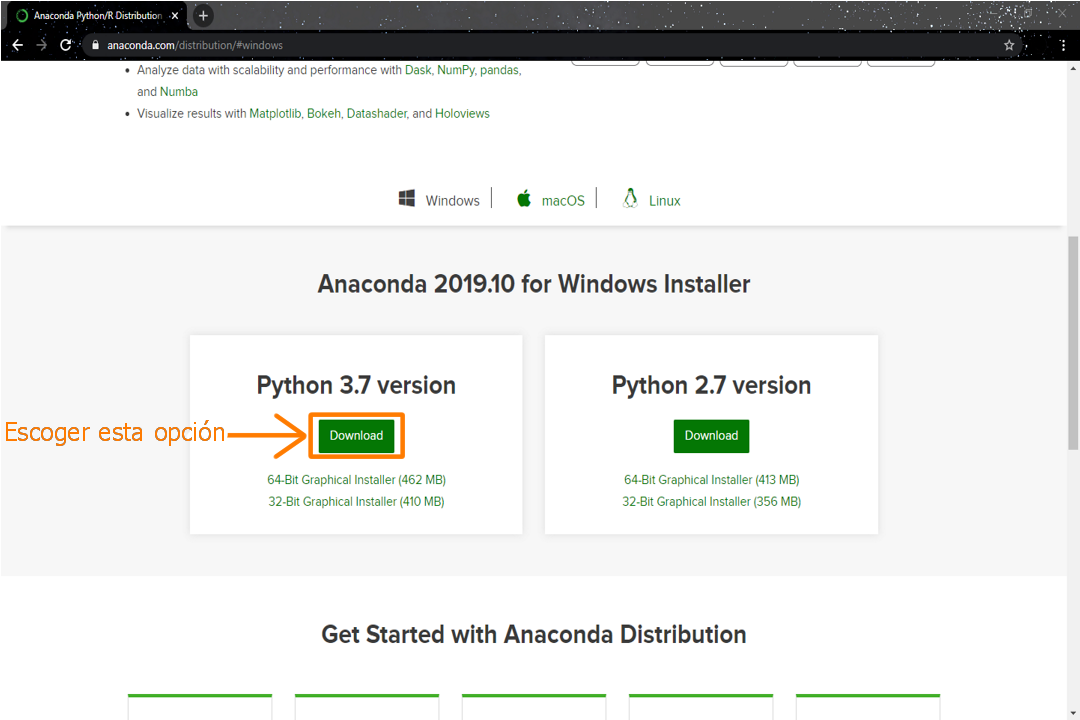 Anaconda Python/R Distribution
anaconda.com/distribution/#windows
• Analyze data with scalability and performance with Dask, NumPy, pandas,
and Numba
• Visualize results with Matplotlib, Bokeh, Datashader, and Holoviews
Windows
macOS
Linux
Anaconda 2019.10 for Windows Installer
Python 3.7 version
Python 2.7 version
Escoger esta opción
Download
Download
64-Bit Graphical Installer (462 MB)
64-Bit Graphical Installer (413 MB)
32-Bit Graphical Installer (410 MB)
32-Bit Graphical Installer (356 MB)
Get Started with Anaconda Distribution